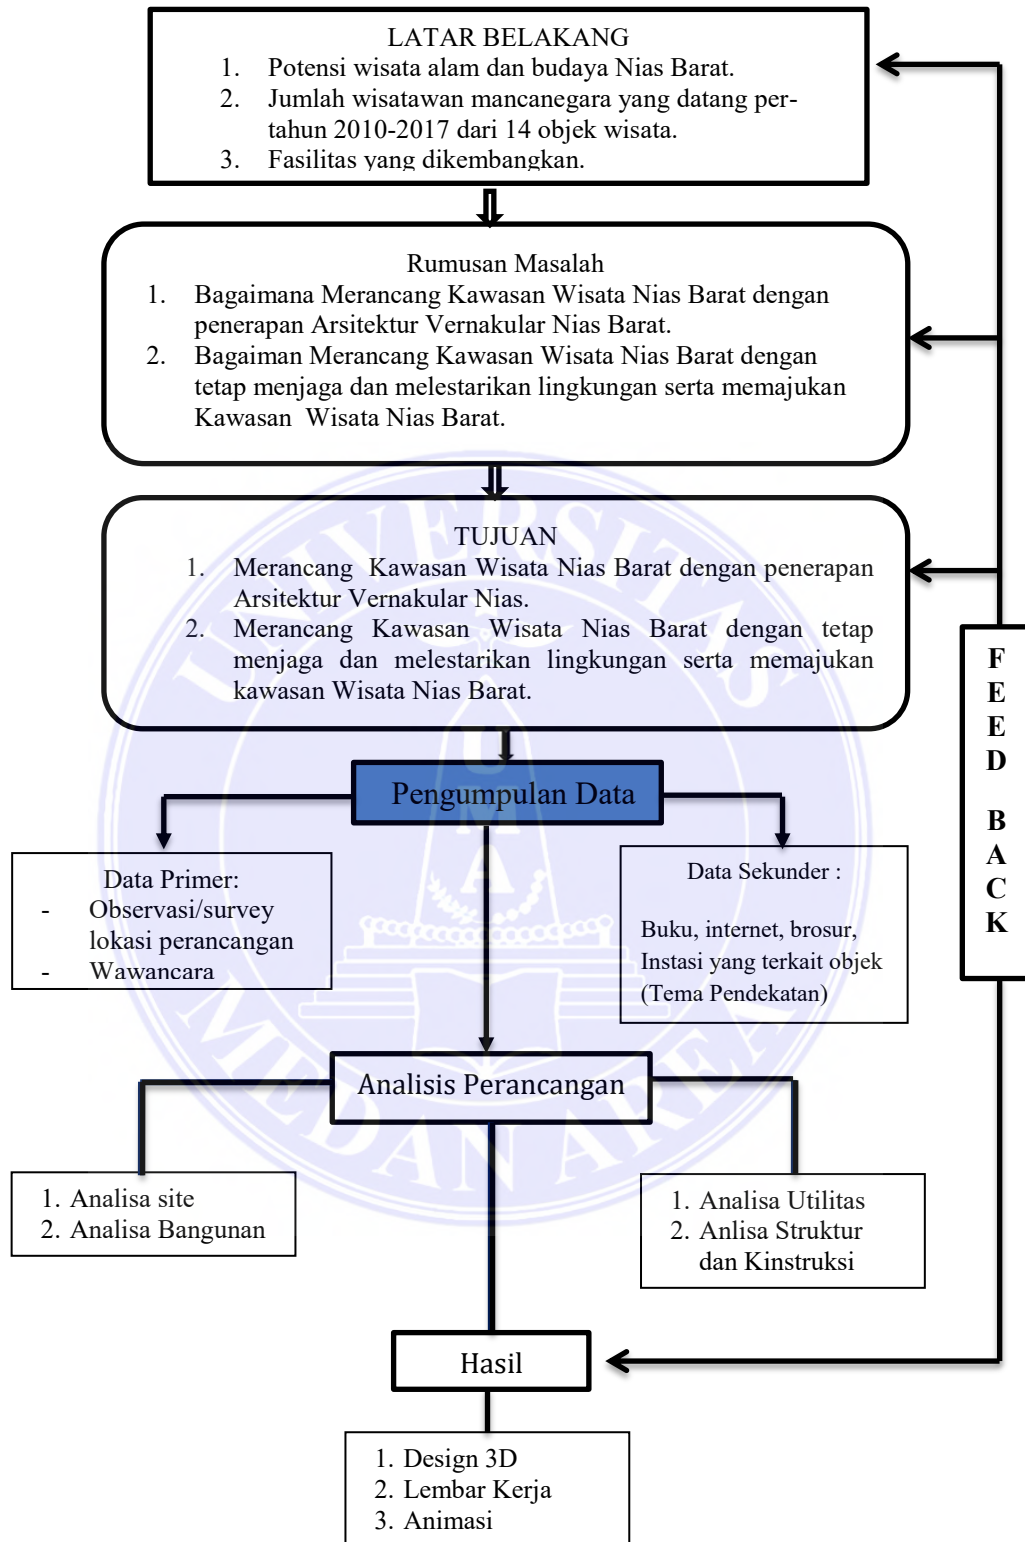 LATAR BELAKANG
1. Potensi wisata alam dan budaya Nias Barat.
2. Jumlah wisatawan mancanegara yang datang per-
tahun 2010-2017 dari 14 objek wisata.
3. Fasilitas yang dikembangkan.
Rumusan Masalah
1. Bagaimana Merancang Kawasan Wisata Nias Barat dengan
penerapan Arsitektur Vernakular Nias Barat.
2. Bagaiman Merancang Kawasan Wisata Nias Barat dengan
tetap menjaga dan melestarikan lingkungan serta memajukan
Kawasan Wisata Nias Barat.
TUJUAN
1. Merancang Kawasan Wisata Nias Barat dengan penerapan
Arsitektur Vernakular Nias.
2. Merancang Kawasan Wisata Nias Barat dengan tetap
menjaga dan melestarikan lingkungan serta memajukan
kawasan Wisata Nias Barat.
FEED BACK
Pengumpulan Data
Data Primer:
- Observasi/survey
lokasi perancangan
- Wawancara
Data Sekunder :
Buku, internet, brosur,
Instasi yang terkait objek
(Tema Pendekatan)
Analisis Perancangan
1. Analisa site
2. Analisa Bangunan
1. Analisa Utilitas
2. Anlisa Struktur
dan Kinstruksi
Hasil
1. Design 3D
2. Lembar Kerja
3. Animasi
UNIVERSITAS
MEDAN AREA
UMA